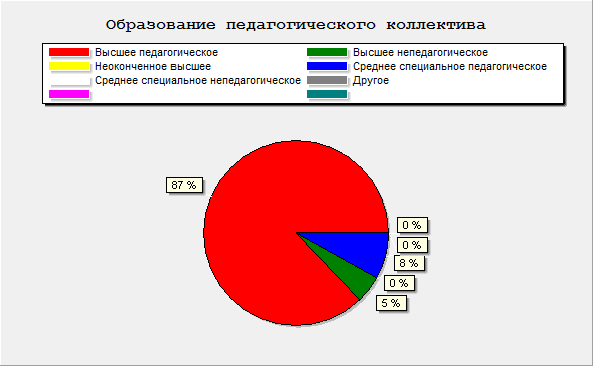 Образование педагогического коллектива
Высшее педагогическое Высшее непедагогическое
Неоконченное высшее Среднее специальное педагогическое
Среднее специальное непедагогическое Другое
87 %
0 %
0 %
8 %
0 %
5 %